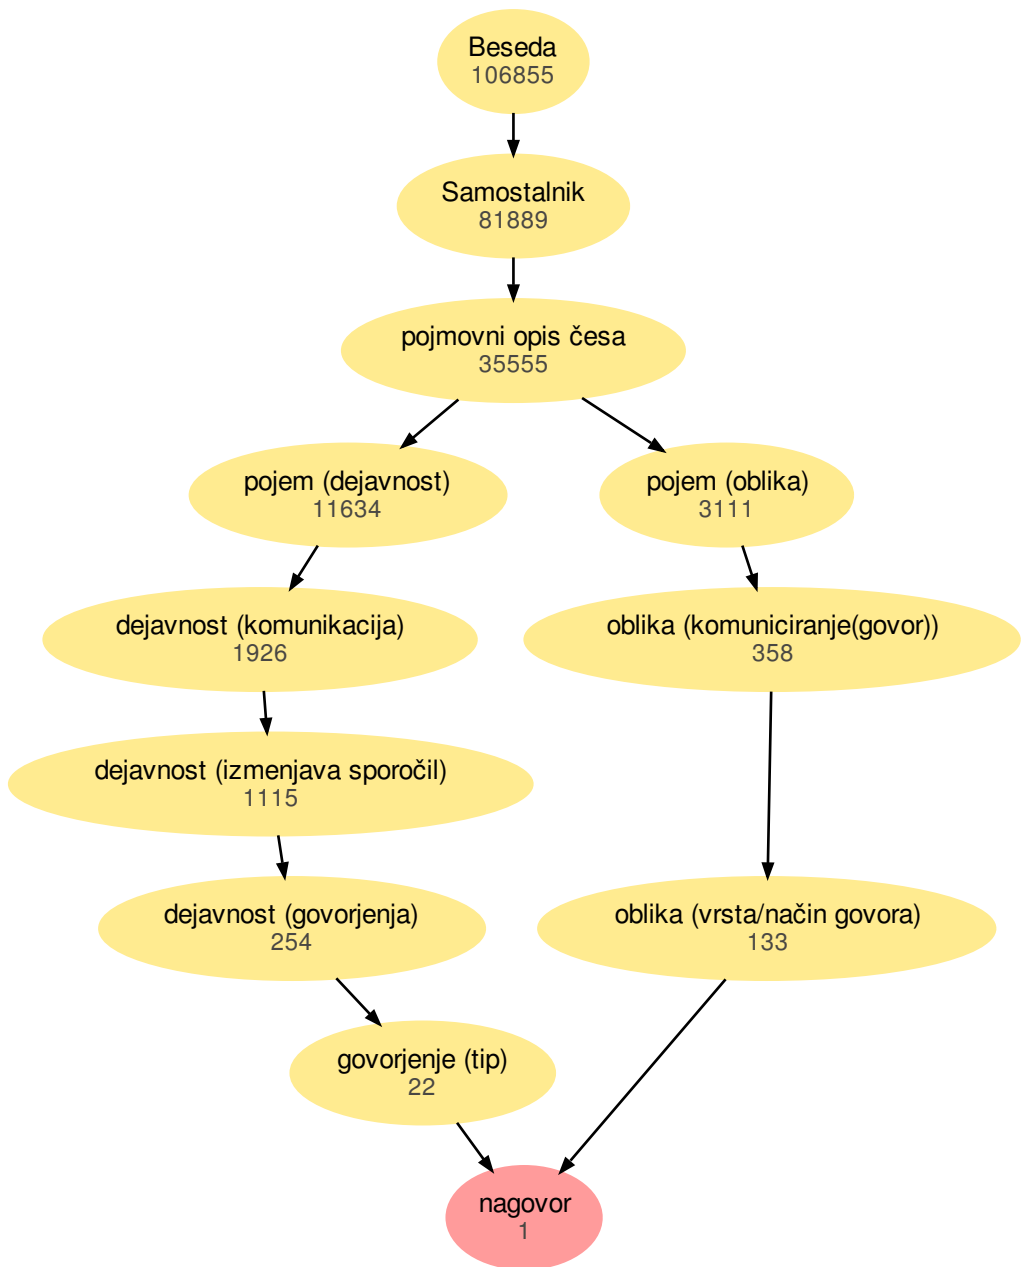 Beseda
106855
Samostalnik
81889
pojmovni opis česa
35555
pojem (dejavnost)
11634
pojem (oblika)
3111
dejavnost (komunikacija)
1926
oblika (komuniciranje(govor))
358
dejavnost (izmenjava sporočil)
1115
dejavnost (govorjenja)
254
oblika (vrsta/način govora)
133
govorjenje (tip)
22
nagovor
1